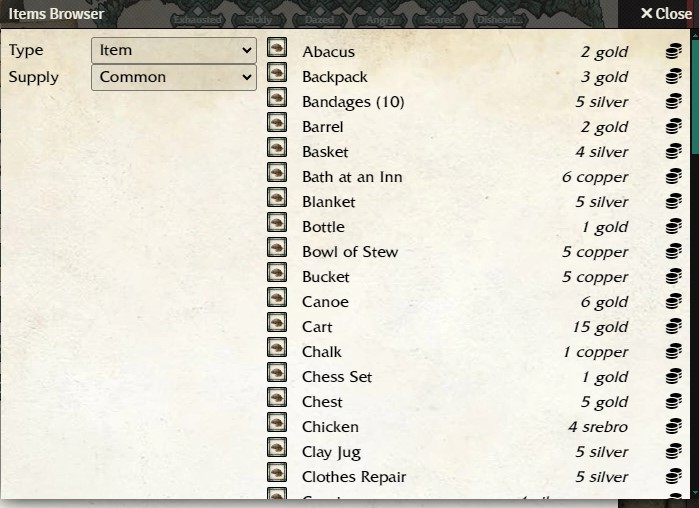 Exhausted Sickly Dazed Angry Scared Disheart...
Items Browser ✕ Close
Type Item
Supply Common
Abacus 2 gold
Backpack 3 gold
Bandages (10) 5 silver
Barrel 2 gold
Basket 4 silver
Bath at an Inn 6 copper
Blanket 5 silver
Bottle 1 gold
Bowl of Stew 5 copper
Bucket 5 copper
Canoe 6 gold
Cart 15 gold
Chalk 1 copper
Chess Set 1 gold
Chest 5 gold
Chicken 4 srebro
Clay Jug 5 silver
Clothes Repair 5 silver